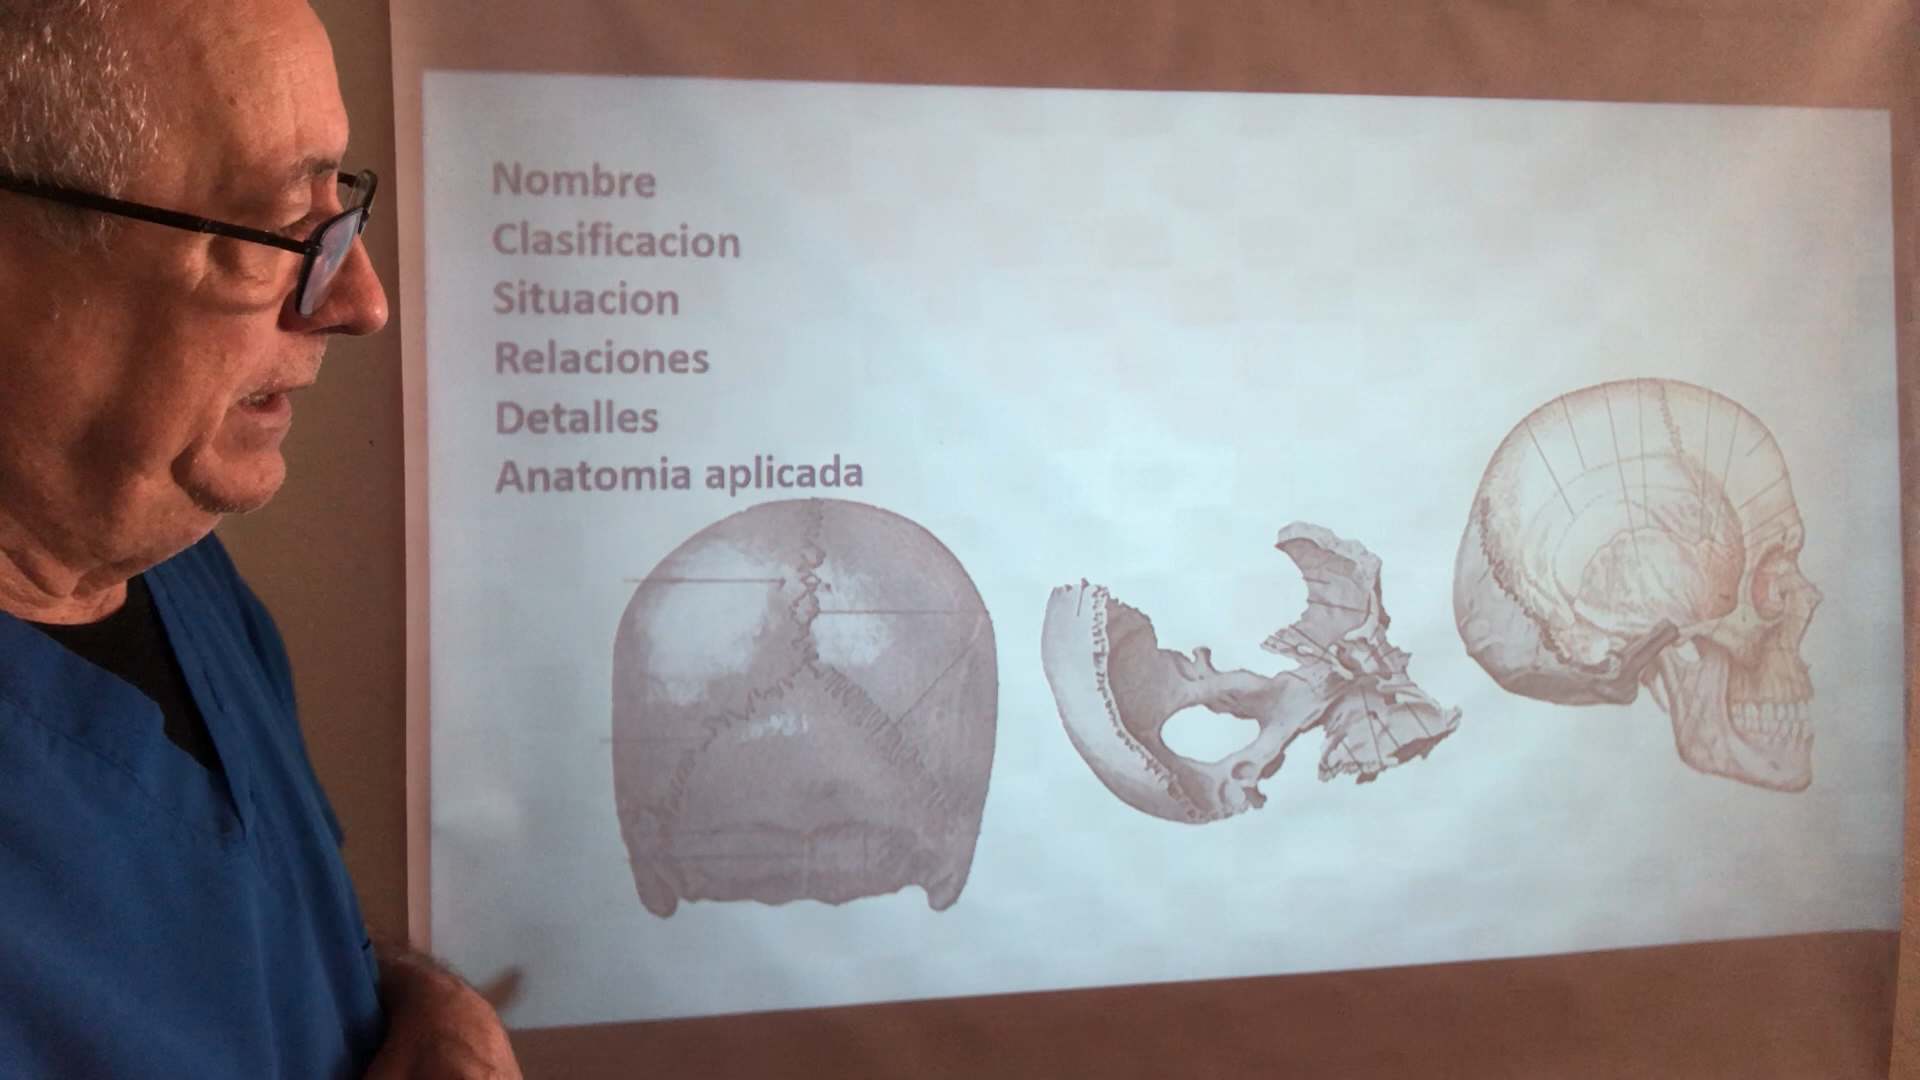 Nombre
Clasificacion
Situacion
Relaciones
Detalles
Anatomia aplicada